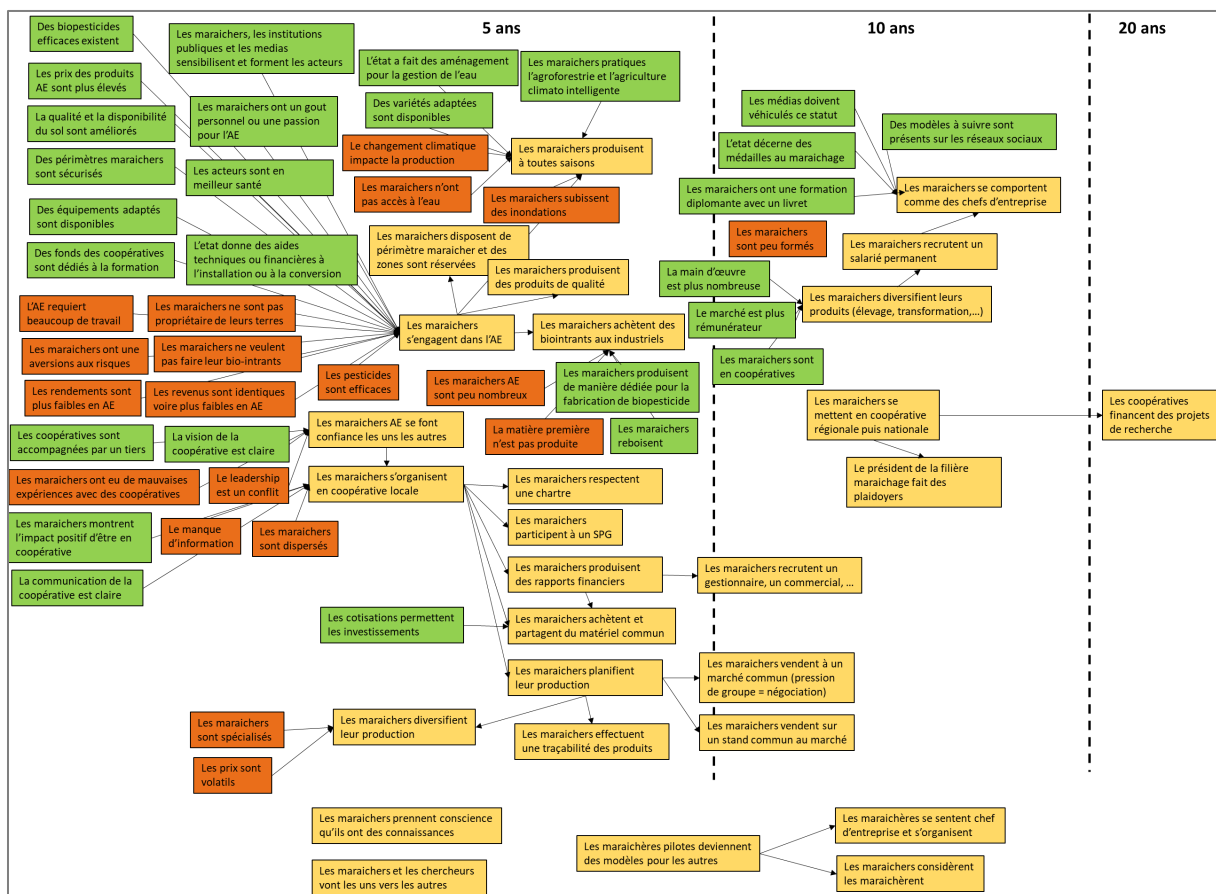 5 ans
10 ans
20 ans
Des biopesticides
efficaces existent
Les maraichers, les institutions
publiques et les medias
sensibilisent et forment les acteurs
Les prix des produits
AE sont plus élevés
Les maraichers ont un gout
personnel ou une passion
pour l'AE
La qualité et la disponibilité
du sol sont améliorés
Des périmètres maraichers
sont sécurisés
Les acteurs sont en
meilleur santé
Des équipements adaptés
sont disponibles
Des fonds des coopératives
sont dédiés à la formation
L'etat donne des aides
techniques ou financières à
l'installation ou à la conversion
L'AE requiert
beaucoup de travail
Les maraichers ne sont pas
propriétaire de leurs terres
Les maraichers ont une
aversions aux risques
Les maraichers ne veulent
pas faire leur bio-intrants
Les rendements sont
plus faibles en AE
Les revenus sont identiques
voire plus faibles en AE
Les pesticides
sont efficaces
L'état a fait des aménagement
pour la gestion de l'eau
Les maraichers pratiques
l'agroforestrie et l'agriculture
climato intelligente
Des variétés adaptées
sont disponibles
Le changement climatique
impacte la production
Les maraichers produisent
à toutes saisons
Les maraichers n'ont
pas accès à l'eau
Les maraichers subissent
des inondations
Les maraichers disposent de
périmètre maraicher et des
zones sont réservées
Les maraichers produisent
des produits de qualité
Les maraichers
s'engagent dans l'AE
Les maraichers achètent des
biointrants aux industriels
Les maraichers AE
sont peu nombreux
Les maraichers produisent
de manière dédiée pour la
fabrication de biopesticide
La matière première
n'est pas produite
Les maraichers
reboisent
Les médias doivent
véhiculés ce statut
Des modèles à suivre sont
présents sur les réseaux sociaux
L'etat décerne des
médailles au maraichage
Les maraichers ont une formation
diplomante avec un livret
Les maraichers se comportent
comme des chefs d'entreprise
Les maraichers
sont peu formés
Les maraichers recrutent un
salarié permanent
La main d'œuvre
est plus nombreuse
Les maraichers diversifient leurs
produits (élevage, transformation,…)
Le marché est plus
rémunérateur
Les maraichers sont
en coopératives
Les maraichers se
mettent en coopérative
régionale puis nationale
Les coopératives
financent des projets
de recherche
Le président de la filière
maraichage fait des
plaidoyers
Les coopératives sont
accompagnées par un tiers
La vision de la
coopérative est claire
Les maraichers AE se font
confiance les uns les autres
Les maraichers ont eu de mauvaises
expériences avec des coopératives
Le leadership
est un conflit
Les maraichers s'organisent
en coopérative locale
Les maraichers montrent
l'impact positif d'être en
coopérative
Le manque
d'information
Les maraichers
sont dispersés
La communication de la
coopérative est claire
Les maraichers respectent
une chartre
Les maraichers
participent à un SPG
Les maraichers produisent
des rapports financiers
Les maraichers recrutent un
gestionnaire, un commercial, …
Les cotisations permettent
les investissements
Les maraichers achètent et
partagent du matériel commun
Les maraichers planifient
leur production
Les maraichers vendent à un
marché commun (pression
de groupe = négociation)
Les maraichers
sont spécialisés
Les maraichers diversifient
leur production
Les maraichers effectuent
une traçabilité des produits
Les maraichers vendent sur
un stand commun au marché
Les prix sont
volatils
Les maraichers prennent conscience
qu'ils ont des connaissances
Les maraichers et les chercheurs
vont les uns vers les autres
Les maraichères pilotes deviennent
des modèles pour les autres
Les maraichères se sentent chef
d'entreprise et s'organisent
Les maraichers considèrent
les maraichèrent